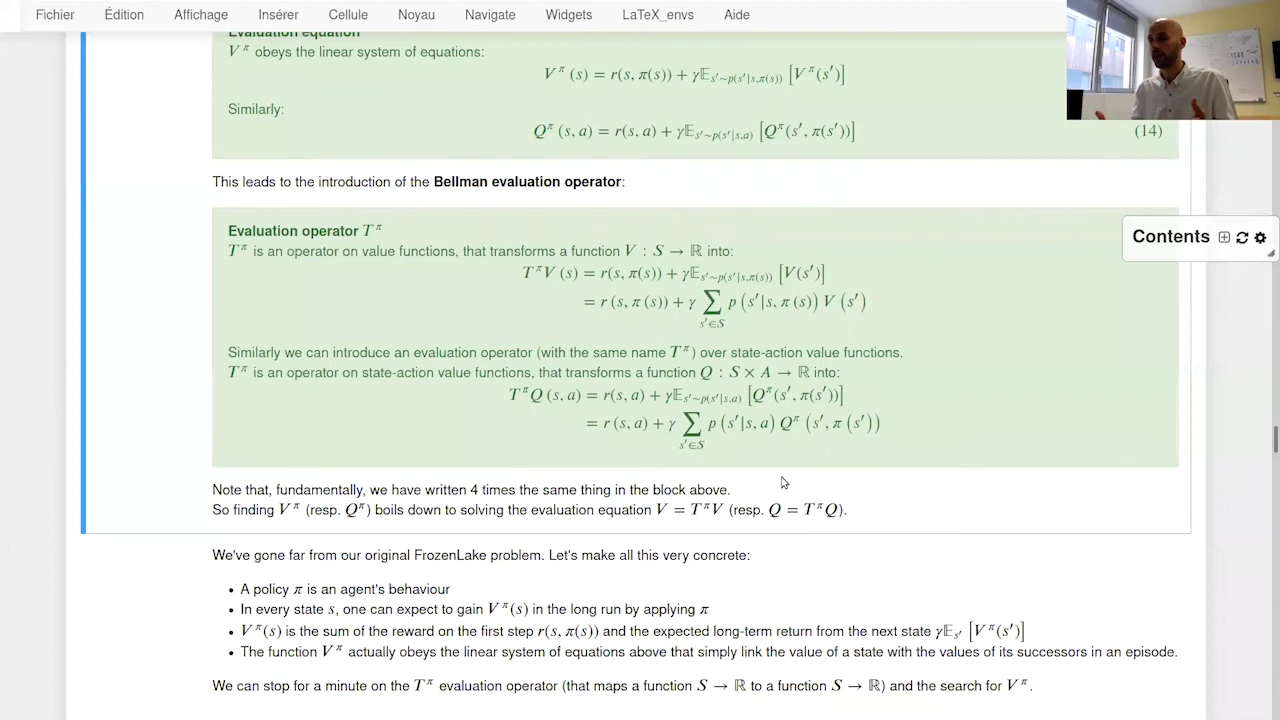 Fichier Édition Affichage Insérer Cellule Noyau Navigate Widgets LaTeX_envs Aide
Evaluation equation
V^π obeys the linear system of equations:
V^π (s) = r(s, π(s)) + γ𝔼_{s′∼p(s′|s,π(s))} [V^π(s′)]
Similarly:
Q^π (s, a) = r(s, a) + γ𝔼_{s′∼p(s′|s,a)} [Q^π(s′, π(s′))] (14)
This leads to the introduction of the Bellman evaluation operator:
Evaluation operator T^π
T^π is an operator on value functions, that transforms a function V : S → ℝ into:
T^πV (s) = r(s, π(s)) + γ𝔼_{s′∼p(s′|s,π(s))} [V(s′)]
= r (s, π (s)) + γ ∑_{s′∈S} p (s′|s, π (s)) V (s′)
Similarly we can introduce an evaluation operator (with the same name T^π) over state-action value functions.
T^π is an operator on state-action value functions, that transforms a function Q : S × A → ℝ into:
T^πQ (s, a) = r(s, a) + γ𝔼_{s′∼p(s′|s,a)} [Q^π(s′, π(s′))]
= r (s, a) + γ ∑_{s′∈S} p (s′|s, a) Q^π (s′, π (s′))
Contents
Note that, fundamentally, we have written 4 times the same thing in the block above.
So finding V^π (resp. Q^π) boils down to solving the evaluation equation V = T^πV (resp. Q = T^πQ).
We've gone far from our original FrozenLake problem. Let's make all this very concrete:
• A policy π is an agent's behaviour
• In every state s, one can expect to gain V^π(s) in the long run by applying π
• V^π(s) is the sum of the reward on the first step r(s, π(s)) and the expected long-term return from the next state γ𝔼_{s′} [V^π(s′)]
• The function V^π actually obeys the linear system of equations above that simply link the value of a state with the values of its successors in an episode.
We can stop for a minute on the T^π evaluation operator (that maps a function S → ℝ to a function S → ℝ) and the search for V^π.